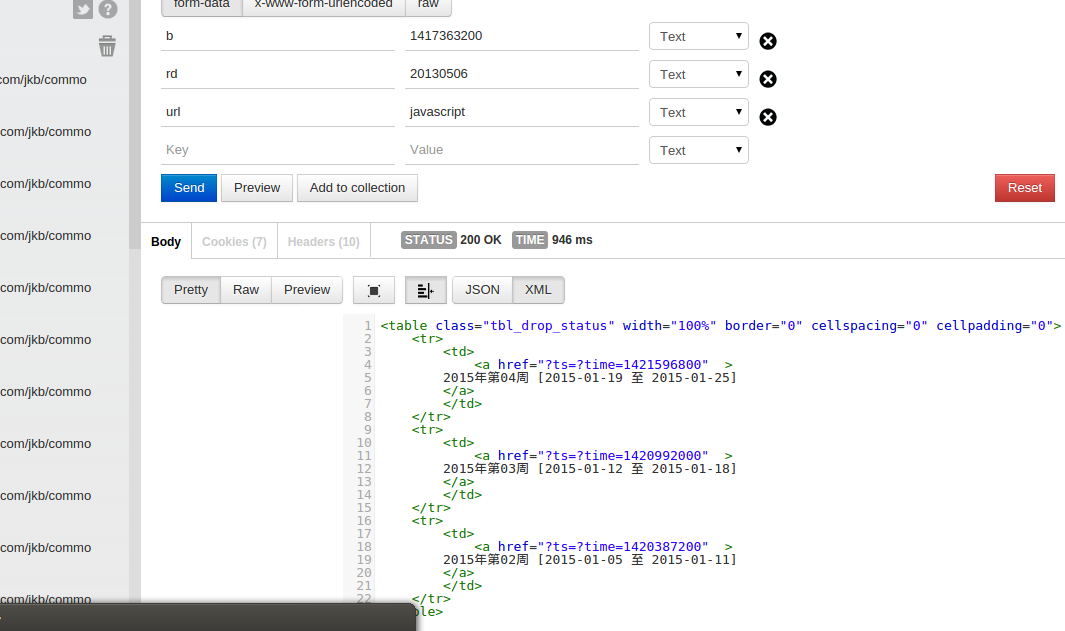 form-data x-www-form-urlencoded raw
?
b 1417363200 Text
rd 20130506 Text
url javascript Text
Key Value Text
Send Preview Add to collection Reset
com/jkb/commo
com/jkb/commo
com/jkb/commo
com/jkb/commo
com/jkb/commo
com/jkb/commo
com/jkb/commo
com/jkb/commo
com/jkb/commo
com/jkb/commo
com/jkb/commo
Body Cookies (7) Headers (10) STATUS 200 OK TIME 946 ms
Pretty Raw Preview JSON XML
1 <table class="tbl_drop_status" width="100%" border="0" cellspacing="0" cellpadding="0">
2 <tr>
3 <td>
4 <a href="?ts=?time=1421596800" >
5 2015年第04周 [2015-01-19 至 2015-01-25]
6 </a>
7 </td>
8 </tr>
9 <tr>
10 <td>
11 <a href="?ts=?time=1420992000" >
12 2015年第03周 [2015-01-12 至 2015-01-18]
13 </a>
14 </td>
15 </tr>
16 <tr>
17 <td>
18 <a href="?ts=?time=1420387200" >
19 2015年第02周 [2015-01-05 至 2015-01-11]
20 </a>
21 </td>
22 </tr>
ble>